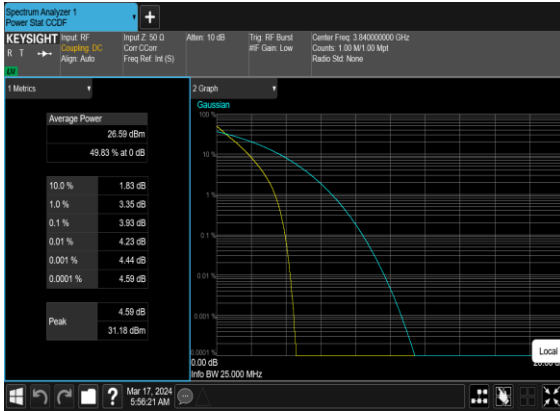 Spectrum Analyzer 1
Power Stat CCDF
KEYSIGHT
R T
LXI
Input: RF
Coupling: DC
Align: Auto
Input Z: 50 Ω
Corr CCorr
Freq Ref: Int (S)
Atten: 10 dB
Trig: RF Burst
#IF Gain: Low
Center Freq: 3.840000000 GHz
Counts: 1.00 M/1.00 Mpt
Radio Std: None
1 Metrics
Average Power
26.59 dBm
49.83 % at 0 dB
10.0 % 1.83 dB
1.0 % 3.35 dB
0.1 % 3.93 dB
0.01 % 4.23 dB
0.001 % 4.44 dB
0.0001 % 4.59 dB
Peak
4.59 dB
31.18 dBm
2 Graph
Gaussian
100 %
10 %
1 %
0.1 %
0.01 %
0.001 %
0.0001 %
0.00 dB
Info BW 25.000 MHz
Local
Mar 17, 2024
5:56:21 AM